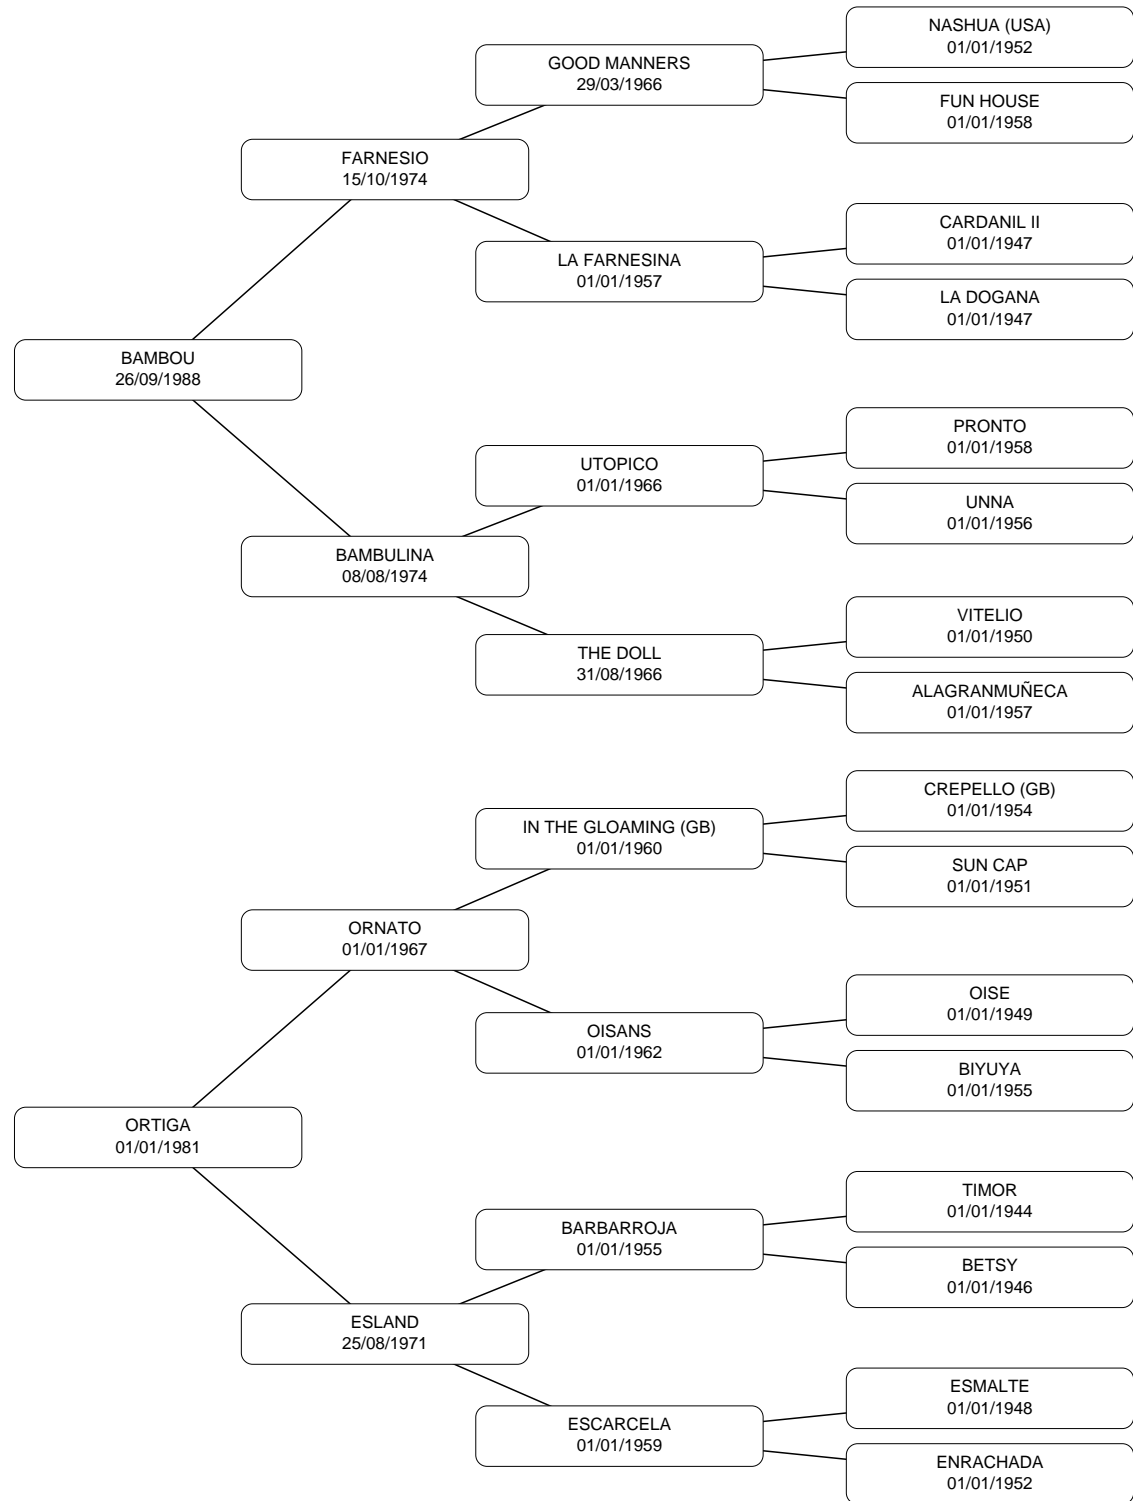 NASHUA (USA)
01/01/1952
GOOD MANNERS
29/03/1966
FUN HOUSE
01/01/1958
FARNESIO
15/10/1974
CARDANIL II
01/01/1947
LA FARNESINA
01/01/1957
LA DOGANA
01/01/1947
BAMBOU
26/09/1988
PRONTO
01/01/1958
UTOPICO
01/01/1966
UNNA
01/01/1956
BAMBULINA
08/08/1974
VITELIO
01/01/1950
THE DOLL
31/08/1966
ALAGRANMUÑECA
01/01/1957
CREPELLO (GB)
01/01/1954
IN THE GLOAMING (GB)
01/01/1960
SUN CAP
01/01/1951
ORNATO
01/01/1967
OISE
01/01/1949
OISANS
01/01/1962
BIYUYA
01/01/1955
ORTIGA
01/01/1981
TIMOR
01/01/1944
BARBARROJA
01/01/1955
BETSY
01/01/1946
ESLAND
25/08/1971
ESMALTE
01/01/1948
ESCARCELA
01/01/1959
ENRACHADA
01/01/1952